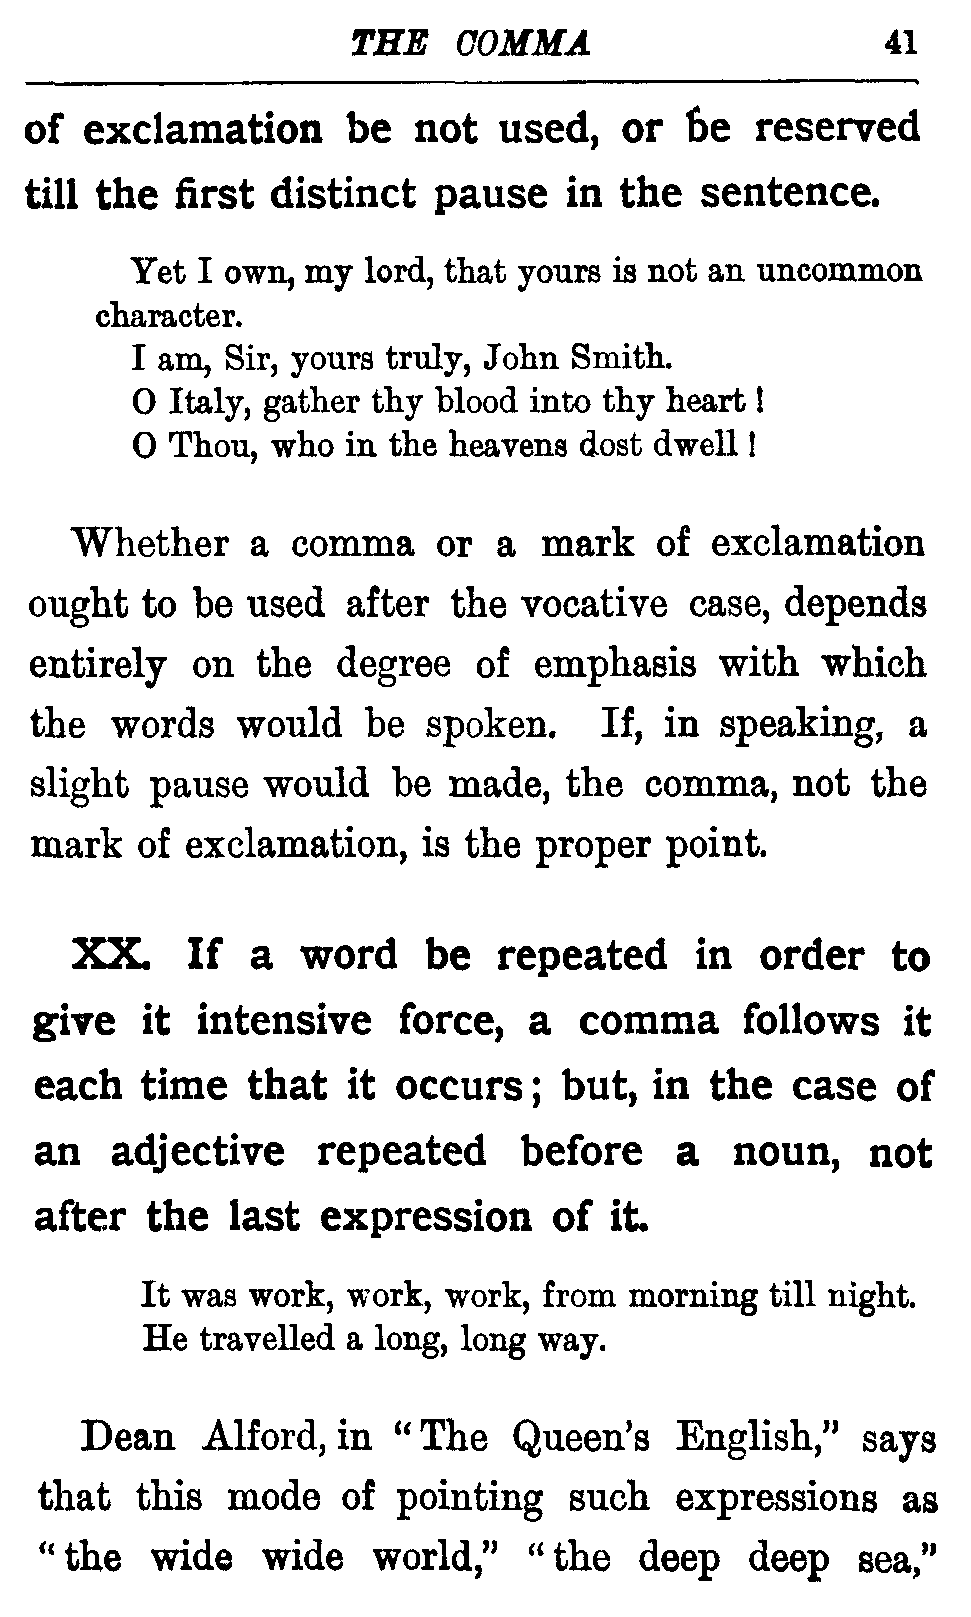 THE COMMA 41
of exclamation be not used, or be reserved
till the first distinct pause in the sentence.
Yet I own, my lord, that yours is not an uncommon
character.
I am, Sir, yours truly, John Smith.
O Italy, gather thy blood into thy heart!
O Thou, who in the heavens dost dwell!
Whether a comma or a mark of exclamation
ought to be used after the vocative case, depends
entirely on the degree of emphasis with which
the words would be spoken. If, in speaking, a
slight pause would be made, the comma, not the
mark of exclamation, is the proper point.
XX. If a word be repeated in order to
give it intensive force, a comma follows it
each time that it occurs; but, in the case of
an adjective repeated before a noun, not
after the last expression of it.
It was work, work, work, from morning till night.
He travelled a long, long way.
Dean Alford, in "The Queen's English," says
that this mode of pointing such expressions as
"the wide wide world," "the deep deep sea,"